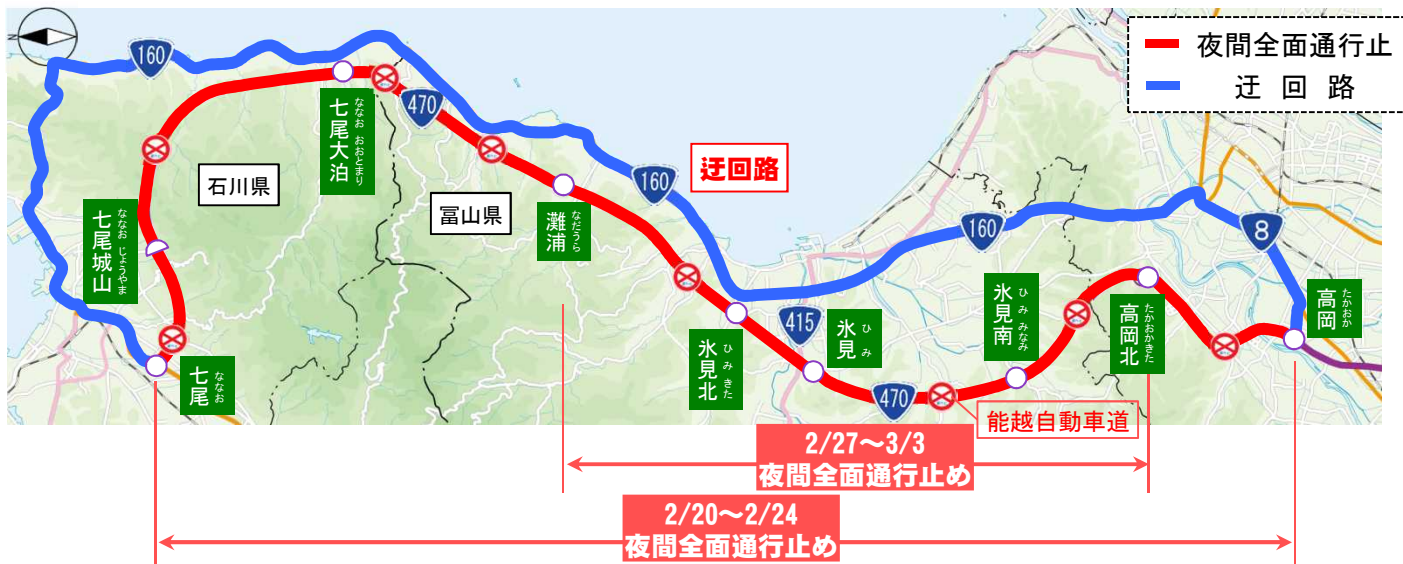 夜間全面通行止
迂回路
160
470
七尾大泊
ななお おおとまり
石川県
冨山県
迂回路
160
灘浦
なだうら
160
8
七尾城山
ななお じょうやま
七尾
ななお
氷見北
ひみきた
415
氷見
ひみ
氷見南
ひみみなみ
高岡北
たかおかきた
高岡
たかおか
470
能越自動車道
2/27～3/3
夜間全面通行止め
2/20～2/24
夜間全面通行止め